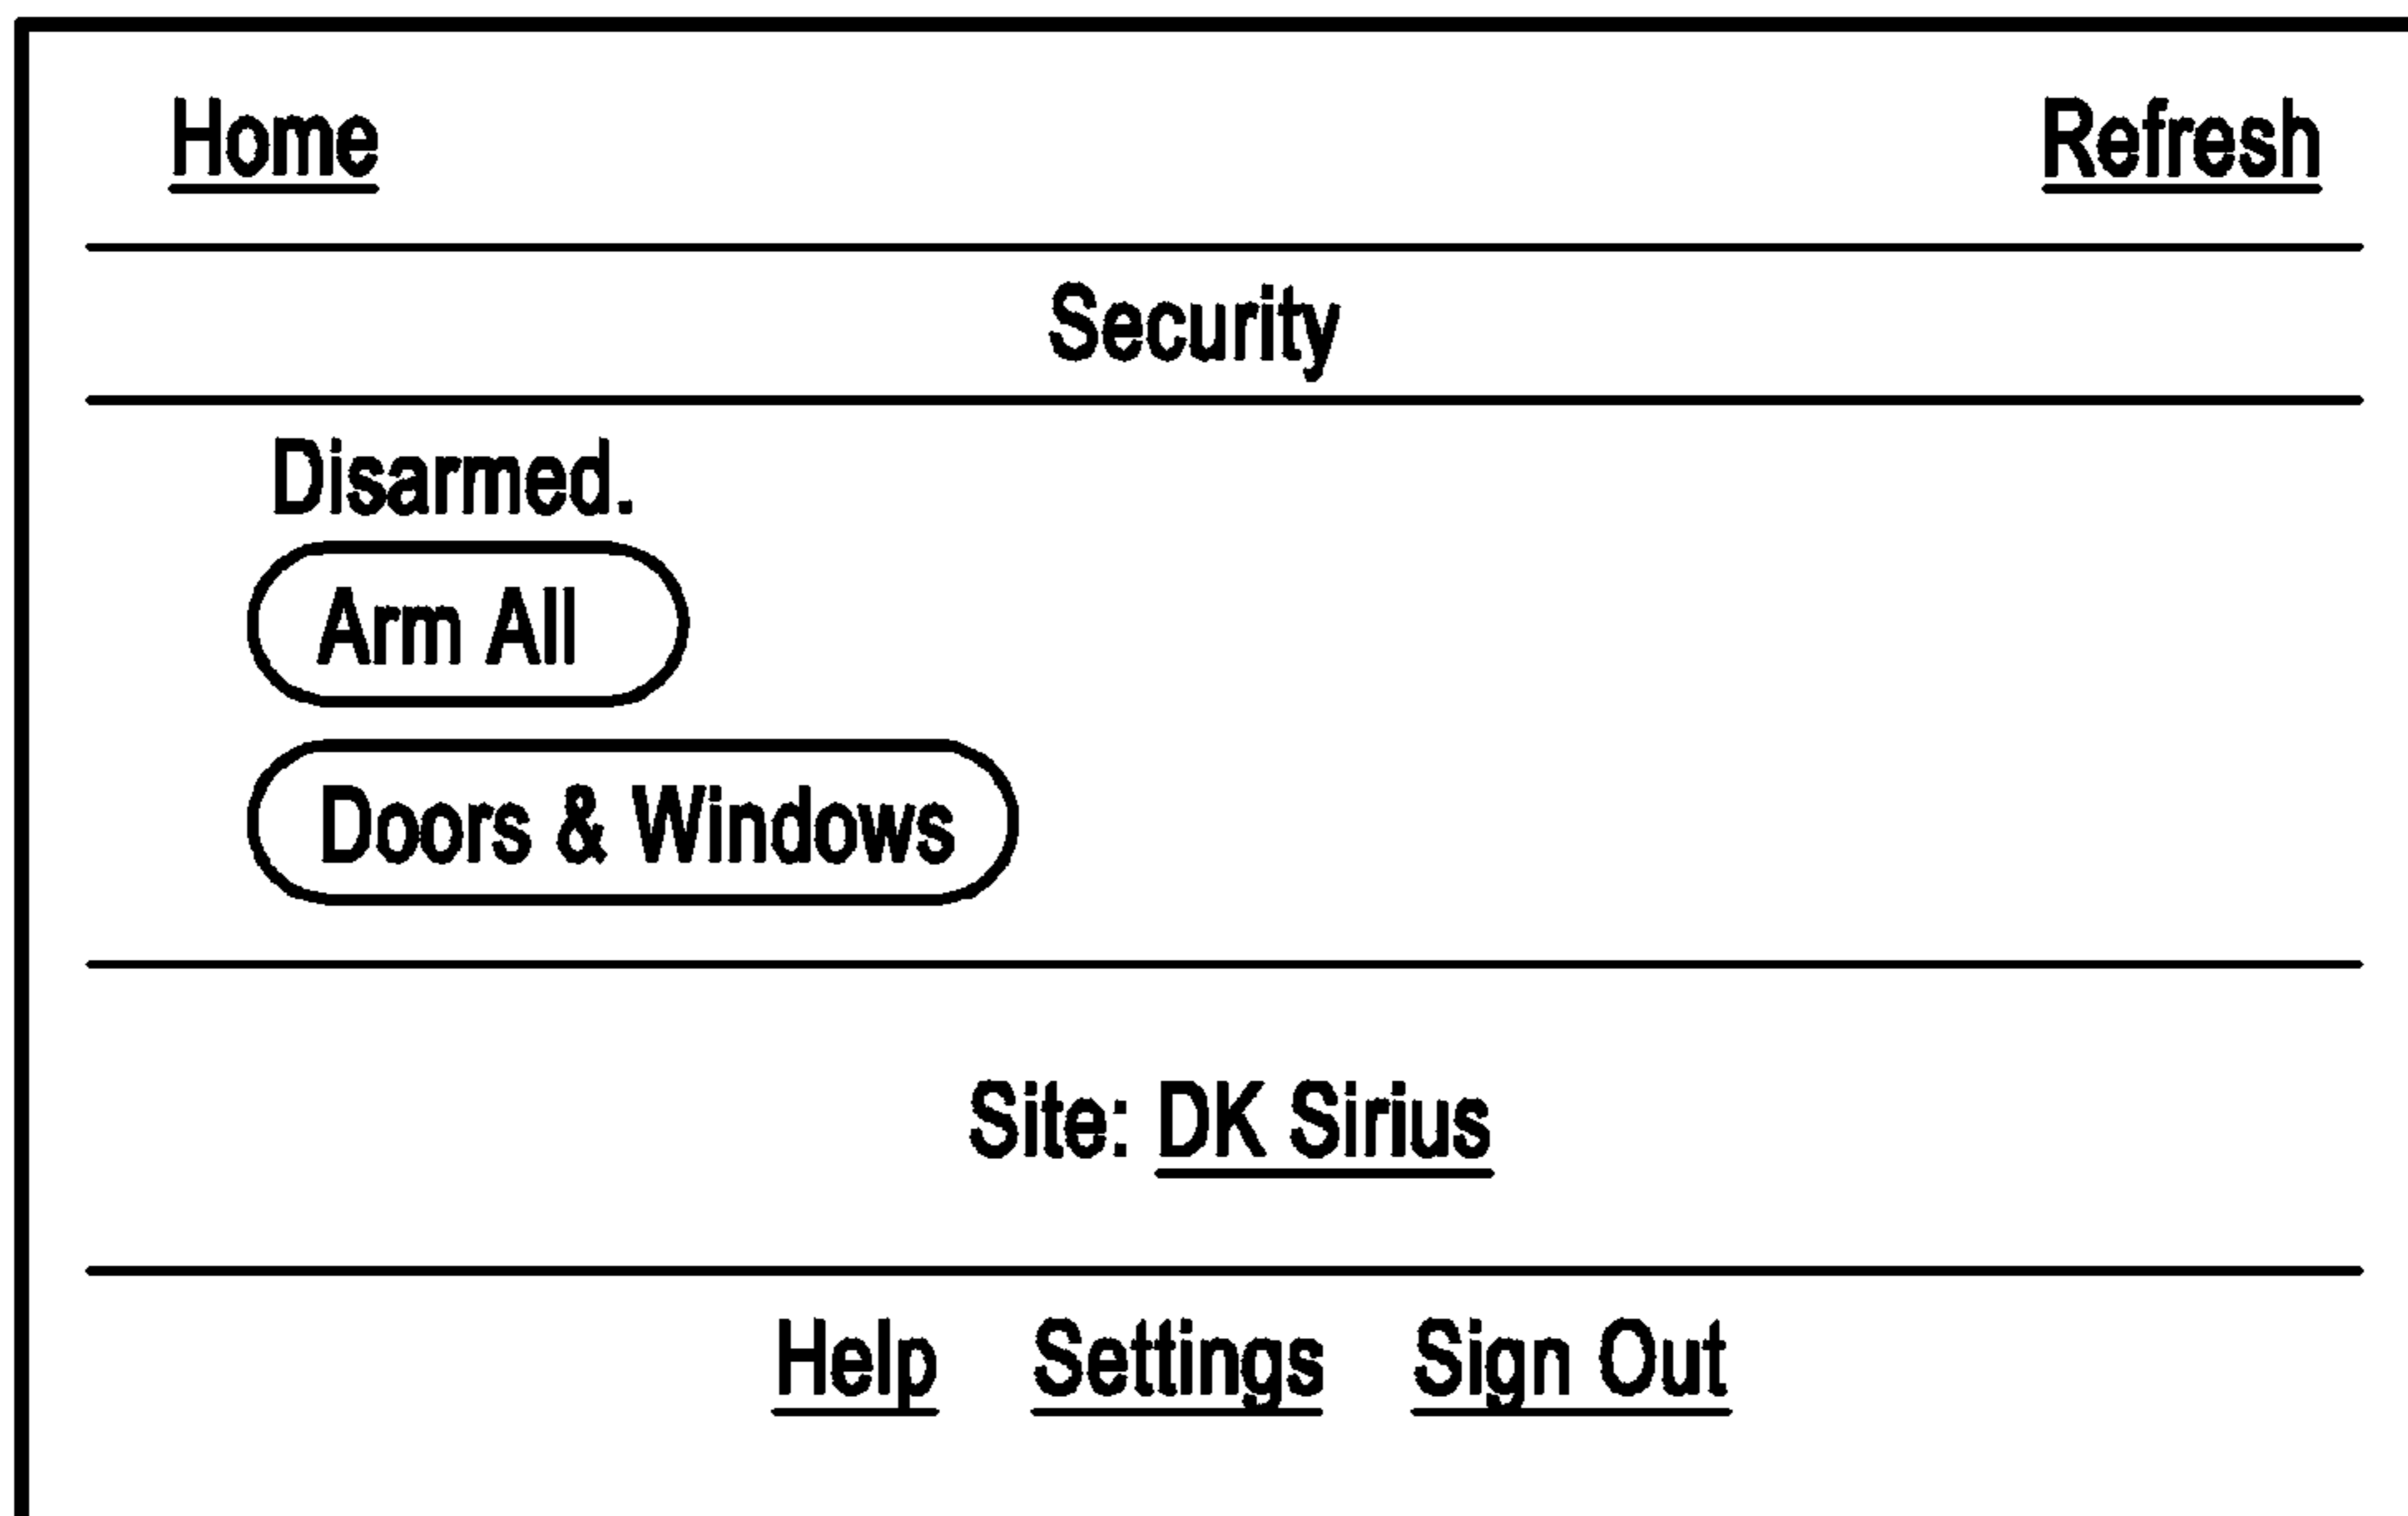 Home Refresh
Security
Disarmed.
Arm All
Doors & Windows
Site: DK Sirius
Help Settings Sign Out